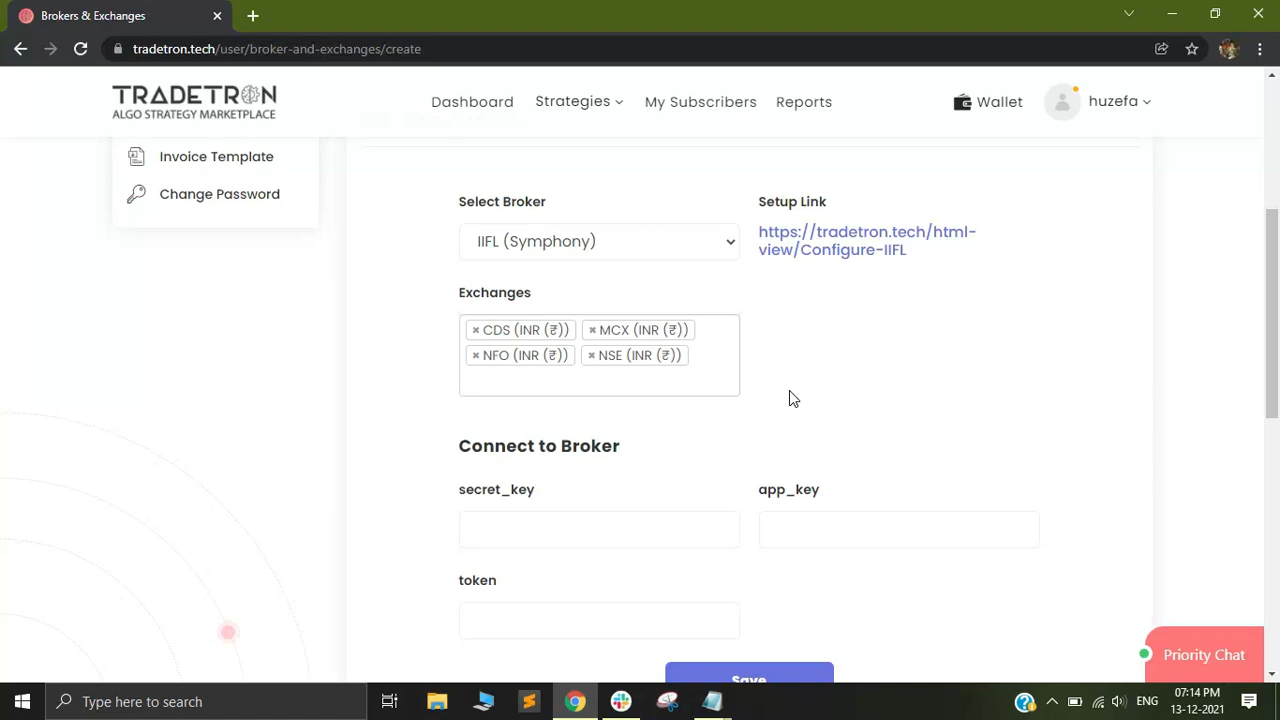 Brokers & Exchanges
tradetron.tech/user/broker-and-exchanges/create
TRADETRON
ALGO STRATEGY MARKETPLACE
Dashboard
Strategies
My Subscribers
Reports
Wallet
huzefa
Invoice Template
Change Password
Select Broker
Setup Link
IIFL (Symphony)
https://tradetron.tech/html-
view/Configure-IIFL
Exchanges
× CDS (INR (₹)) × MCX (INR (₹))
× NFO (INR (₹)) × NSE (INR (₹))
Connect to Broker
secret_key
app_key
token
Save
Priority Chat
Type here to search
ENG
07:14 PM
13-12-2021